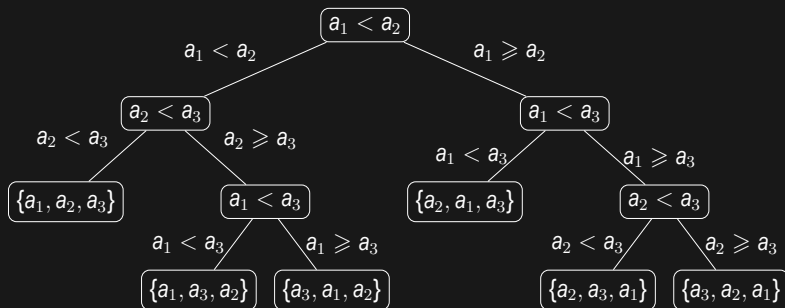 a₁ < a₂
a₁ < a₂ a₁ ⩾ a₂
a₂ < a₃ a₁ < a₃
a₂ < a₃ a₂ ⩾ a₃ a₁ < a₃ a₁ ⩾ a₃
{a₁, a₂, a₃} a₁ < a₃ {a₂, a₁, a₃} a₂ < a₃
a₁ < a₃ a₁ ⩾ a₃ a₂ < a₃ a₂ ⩾ a₃
{a₁, a₃, a₂} {a₃, a₁, a₂} {a₂, a₃, a₁} {a₃, a₂, a₁}